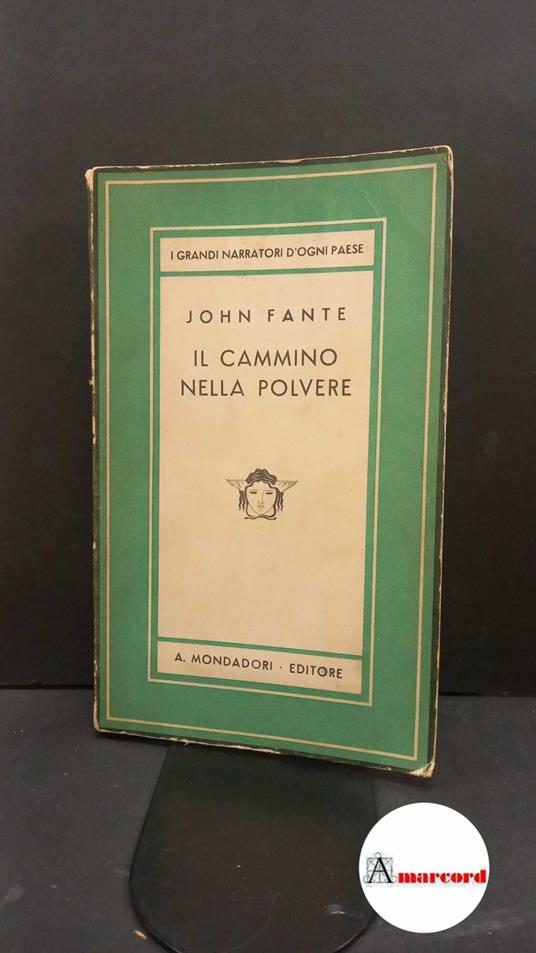 I GRANDI NARRATORI D'OGNI PAESE
JOHN FANTE
IL CAMMINO
NELLA POLVERE
A. MONDADORI · EDITORE
Amarcord